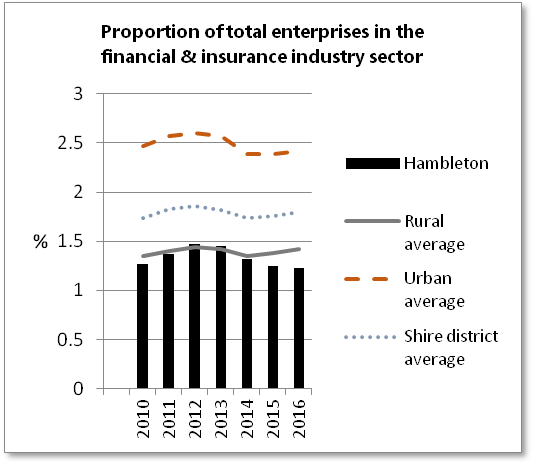 Proportion of total enterprises in the
financial & insurance industry sector
3
2.5
2
1.5
1
0.5
0
%
2010
2011
2012
2013
2014
2015
2016
Hambleton
Rural
average
Urban
average
Shire district
average